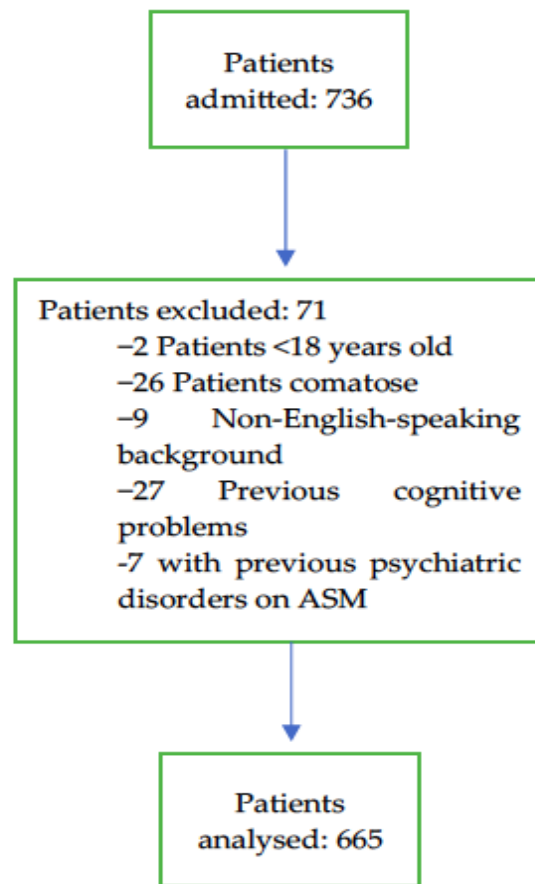 Patients
admitted: 736
Patients excluded: 71
−2 Patients <18 years old
−26 Patients comatose
−9 Non-English-speaking
background
−27 Previous cognitive
problems
-7 with previous psychiatric
disorders on ASM
Patients
analysed: 665